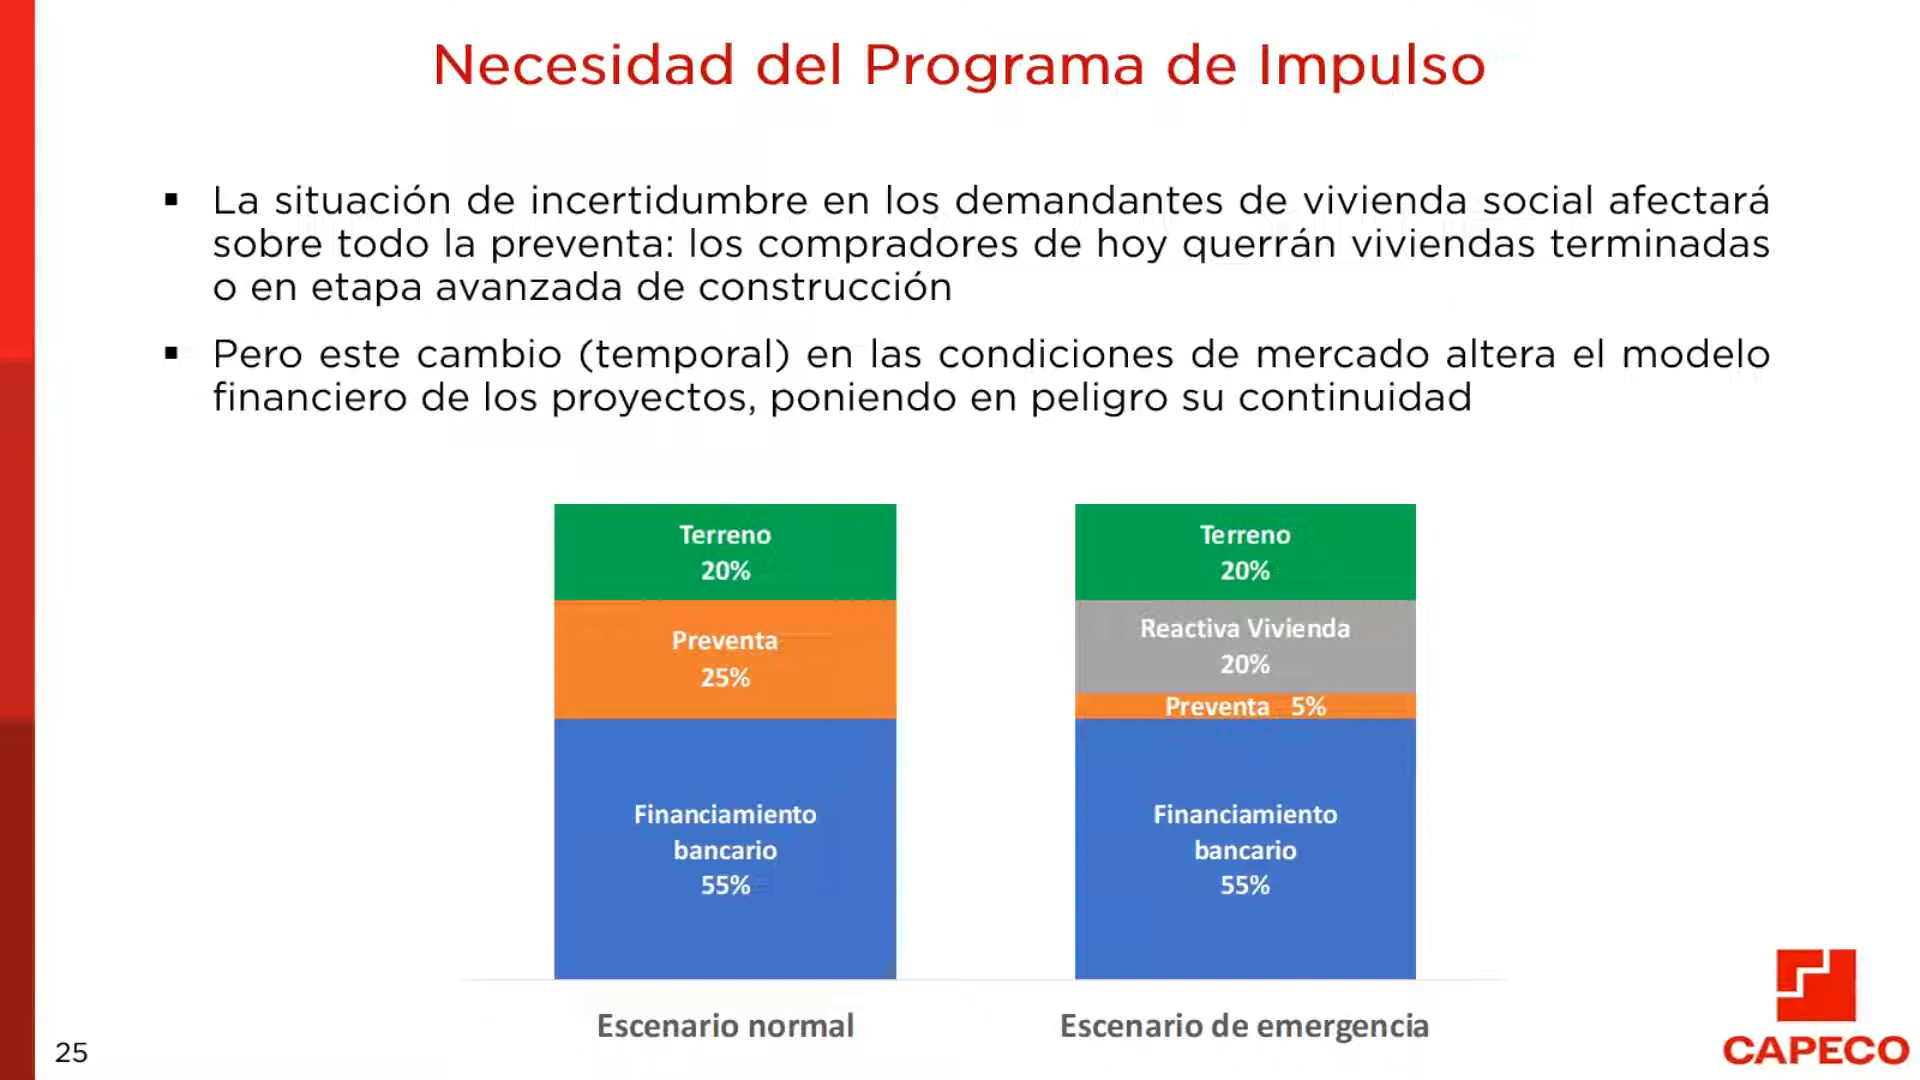 Necesidad del Programa de Impulso
▪ La situación de incertidumbre en los demandantes de vivienda social afectará
sobre todo la preventa: los compradores de hoy querrán viviendas terminadas
o en etapa avanzada de construcción
▪ Pero este cambio (temporal) en las condiciones de mercado altera el modelo
financiero de los proyectos, poniendo en peligro su continuidad
Terreno
20%
Preventa
25%
Financiamiento
bancario
55%
Escenario normal
Terreno
20%
Reactiva Vivienda
20%
Preventa 5%
Financiamiento
bancario
55%
Escenario de emergencia
25
CAPECO